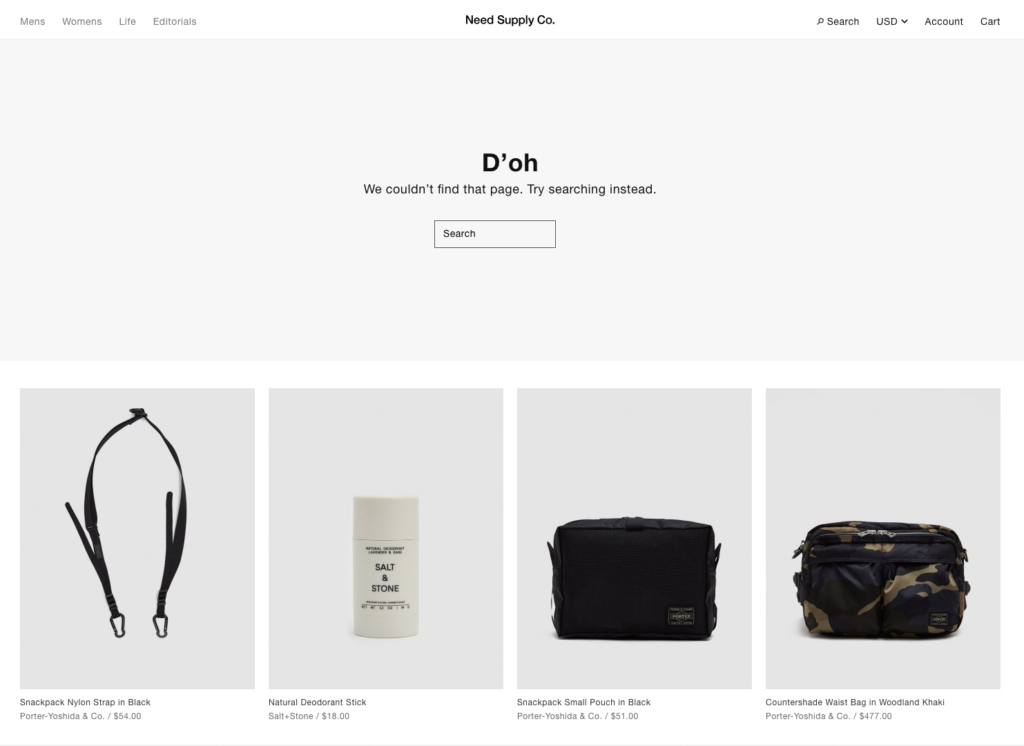 Mens Womens Life Editorials Need Supply Co. Search USD Account Cart
D’oh
We couldn’t find that page. Try searching instead.
Search
NATURAL DEODORANT
SALT
&
STONE
PORTER
PORTER
Snackpack Nylon Strap in Black
Porter-Yoshida & Co. / $54.00
Natural Deodorant Stick
Salt+Stone / $18.00
Snackpack Small Pouch in Black
Porter-Yoshida & Co. / $51.00
Countershade Waist Bag in Woodland Khaki
Porter-Yoshida & Co. / $477.00